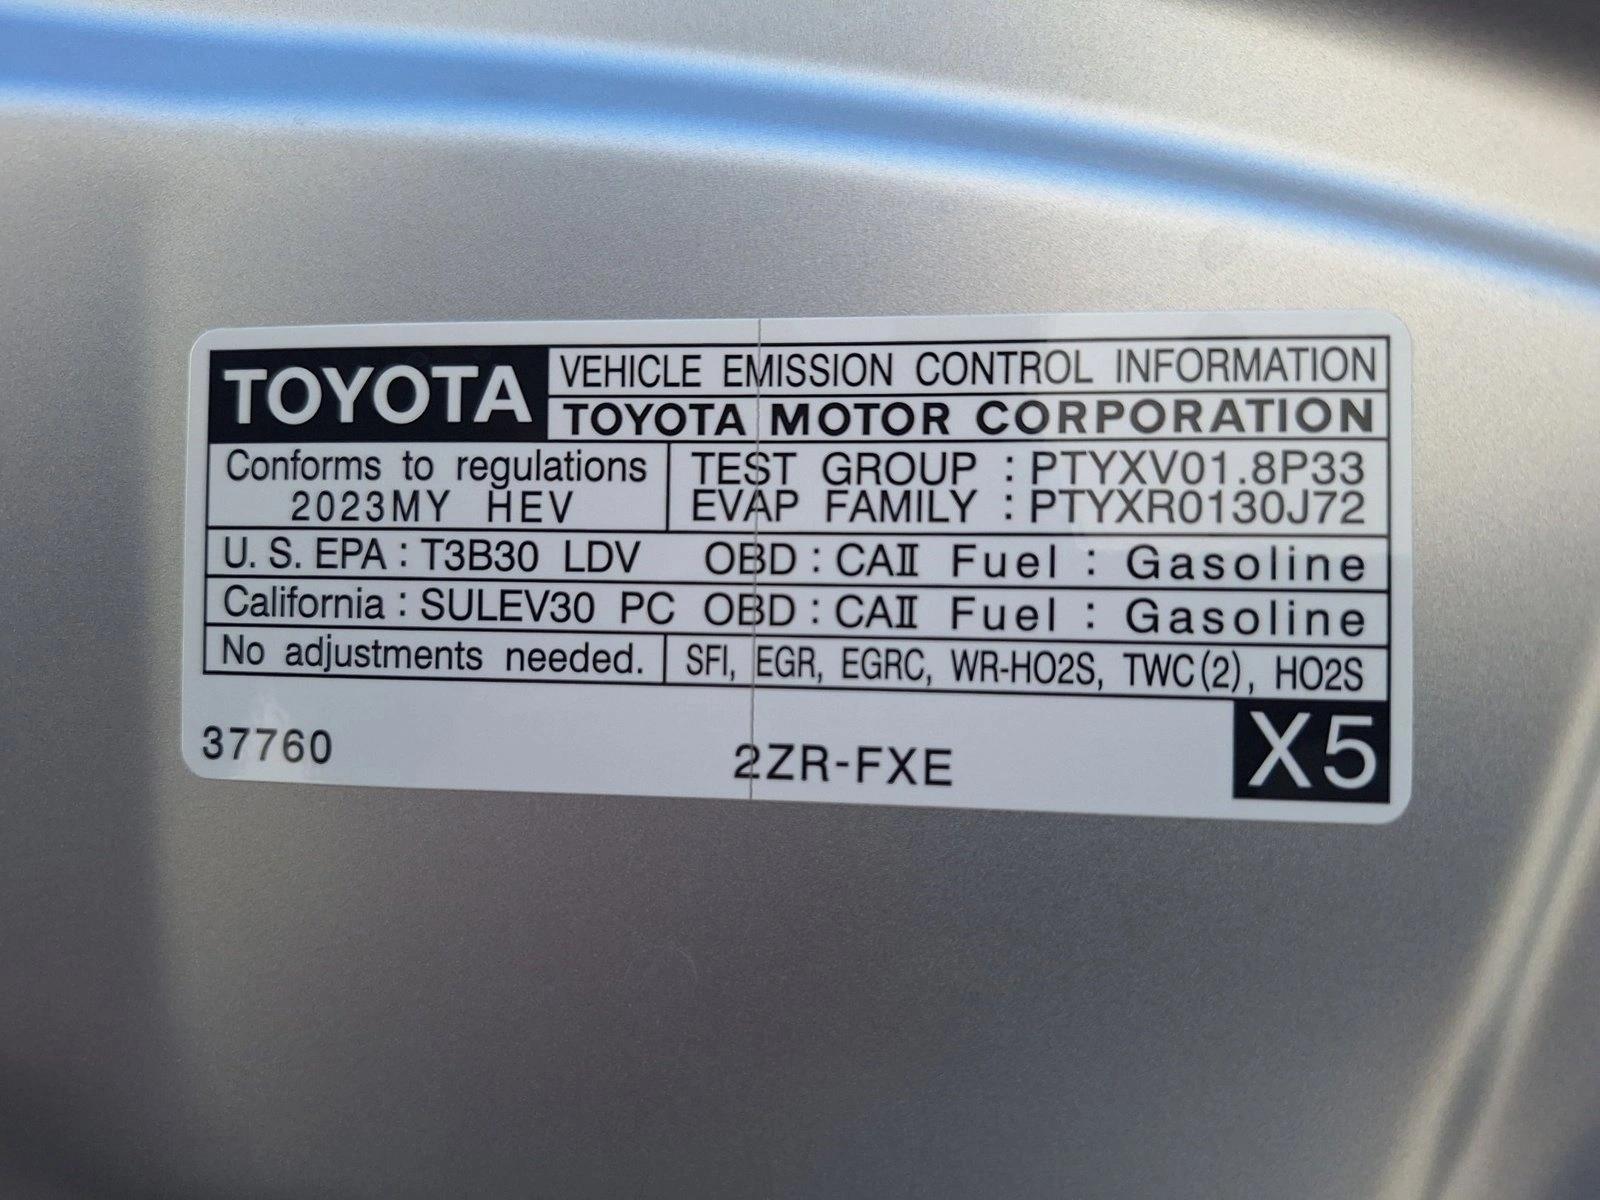 TOYOTA VEHICLE EMISSION CONTROL INFORMATION
TOYOTA MOTOR CORPORATION
Conforms to regulations TEST GROUP : PTYXV01.8P33
2023MY HEV EVAP FAMILY : PTYXR0130J72
U. S. EPA : T3B30 LDV OBD : CAⅡ Fuel : Gasoline
California : SULEV30 PC OBD : CAⅡ Fuel : Gasoline
No adjustments needed. SFI, EGR, EGRC, WR-HO2S, TWC(2), HO2S
37760 2ZR-FXE X5